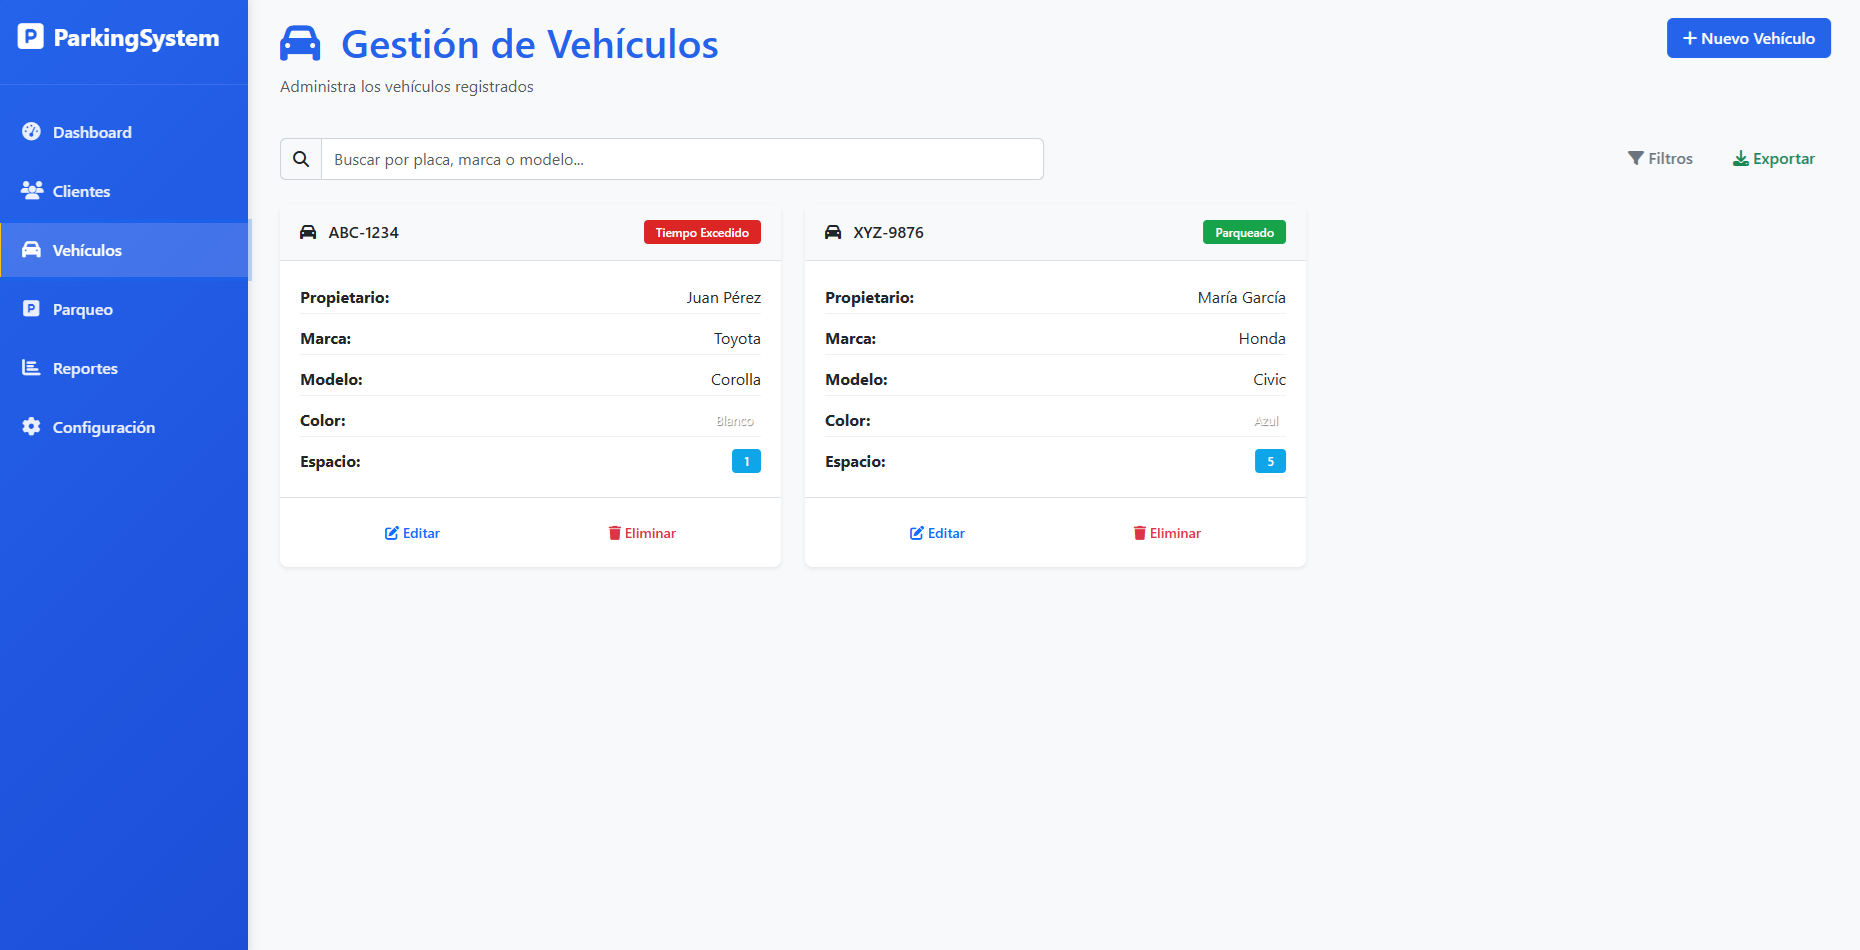 ParkingSystem
Dashboard
Clientes
Vehículos
Parqueo
Reportes
Configuración
Gestión de Vehículos
Administra los vehículos registrados
Nuevo Vehículo
Buscar por placa, marca o modelo...
Filtros
Exportar
ABC-1234
Tiempo Excedido
Propietario: Juan Pérez
Marca: Toyota
Modelo: Corolla
Color: Blanco
Espacio: 1
Editar
Eliminar
XYZ-9876
Parqueado
Propietario: María García
Marca: Honda
Modelo: Civic
Color: Azul
Espacio: 5
Editar
Eliminar